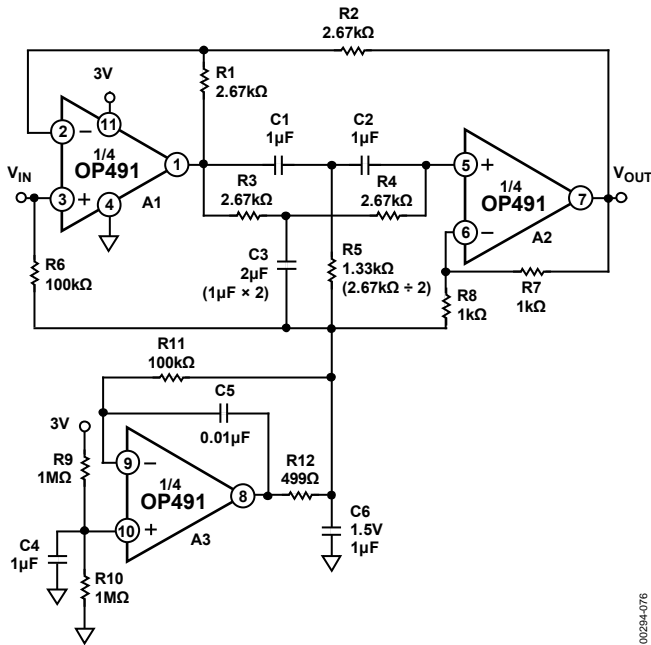 R2
2.67kΩ
3V
R1
2.67kΩ
C1
1µF
C2
1µF
2
−
11
1/4
OP491
1
VIN
3
+
4
A1
5
+
1/4
OP491
7
VOUT
6
−
A2
R3
2.67kΩ
R4
2.67kΩ
R6
100kΩ
C3
2µF
(1µF × 2)
R5
1.33kΩ
(2.67kΩ ÷ 2)
R8
1kΩ
R7
1kΩ
R11
100kΩ
C5
0.01µF
3V
R9
1MΩ
9
−
1/4
OP491
8
R12
499Ω
10
+
A3
C4
1µF
R10
1MΩ
C6
1.5V
1µF
00294-076